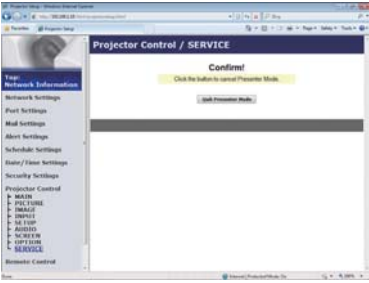 Projector Control / SERVICE
Confirm!
Click the button to cancel Presenter Mode.
Quit Presenter Mode
Top:
Network Information
Network Settings
Port Settings
Mail Settings
Alert Settings
Schedule Settings
Date/Time Settings
Security Settings
Projector Control
MAIN
PICTURE
IMAGE
INPUT
SETUP
AUDIO
SCREEN
OPTION
SERVICE
Remote Control